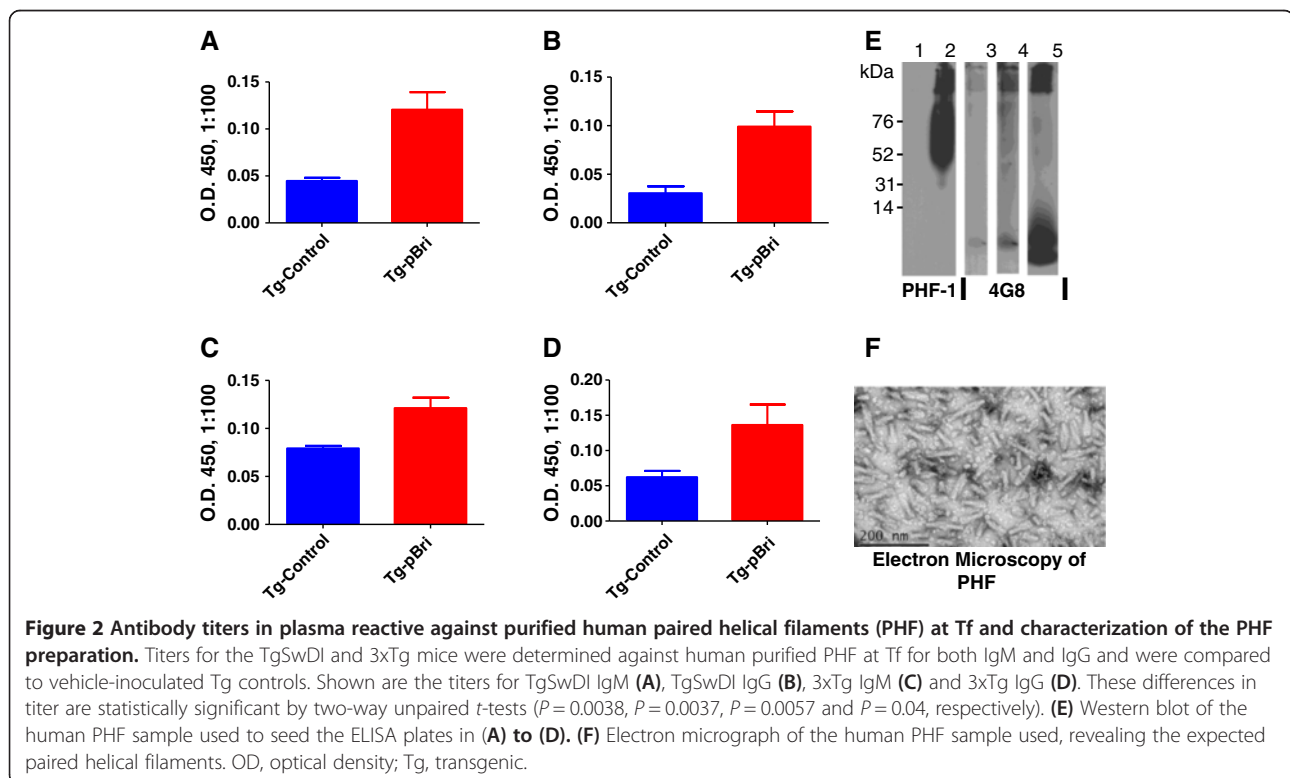 A
O.D. 450, 1:100
0.15
0.10
0.05
0.00
Tg-Control
Tg-pBri
B
O.D. 450, 1:100
0.15
0.10
0.05
0.00
Tg-Control
Tg-pBri
E
1 2 3 4 5
kDa
76
52
31
14
PHF-1 4G8
C
O.D. 450, 1:100
0.15
0.10
0.05
0.00
Tg-Control
Tg-pBri
D
O.D. 450, 1:100
0.20
0.15
0.10
0.05
0.00
Tg-Control
Tg-pBri
F
200 nm
Electron Microscopy of
PHF
Figure 2 Antibody titers in plasma reactive against purified human paired helical filaments (PHF) at Tf and characterization of the PHF
preparation. Titers for the TgSwDI and 3xTg mice were determined against human purified PHF at Tf for both IgM and IgG and were compared
to vehicle-inoculated Tg controls. Shown are the titers for TgSwDI IgM (A), TgSwDI IgG (B), 3xTg IgM (C) and 3xTg IgG (D). These differences in
titer are statistically significant by two-way unpaired t-tests (P = 0.0038, P = 0.0037, P = 0.0057 and P = 0.04, respectively). (E) Western blot of the
human PHF sample used to seed the ELISA plates in (A) to (D). (F) Electron micrograph of the human PHF sample used, revealing the expected
paired helical filaments. OD, optical density; Tg, transgenic.